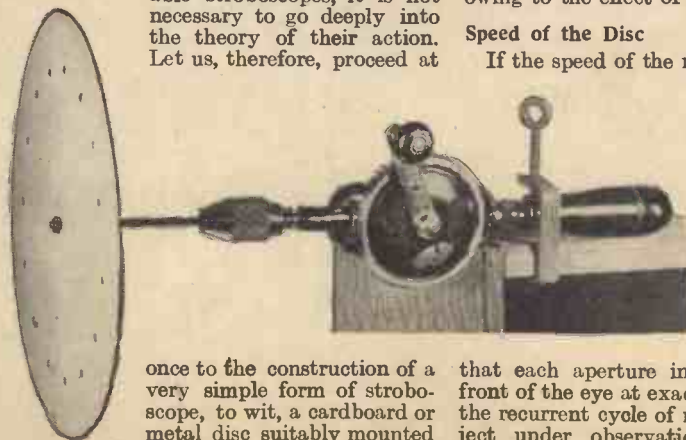 able stroboscopes, it is not
necessary to go deeply into
the theory of their action.
Let us, therefore, proceed at
once to the construction of a
very simple form of strobo-
scope, to wit, a cardboard or
metal disc suitably mounted
owing to the effect of
Speed of the Disc
If the speed of the
that each aperture in
front of the eye at exac
the recurrent cycle of
ject under observati